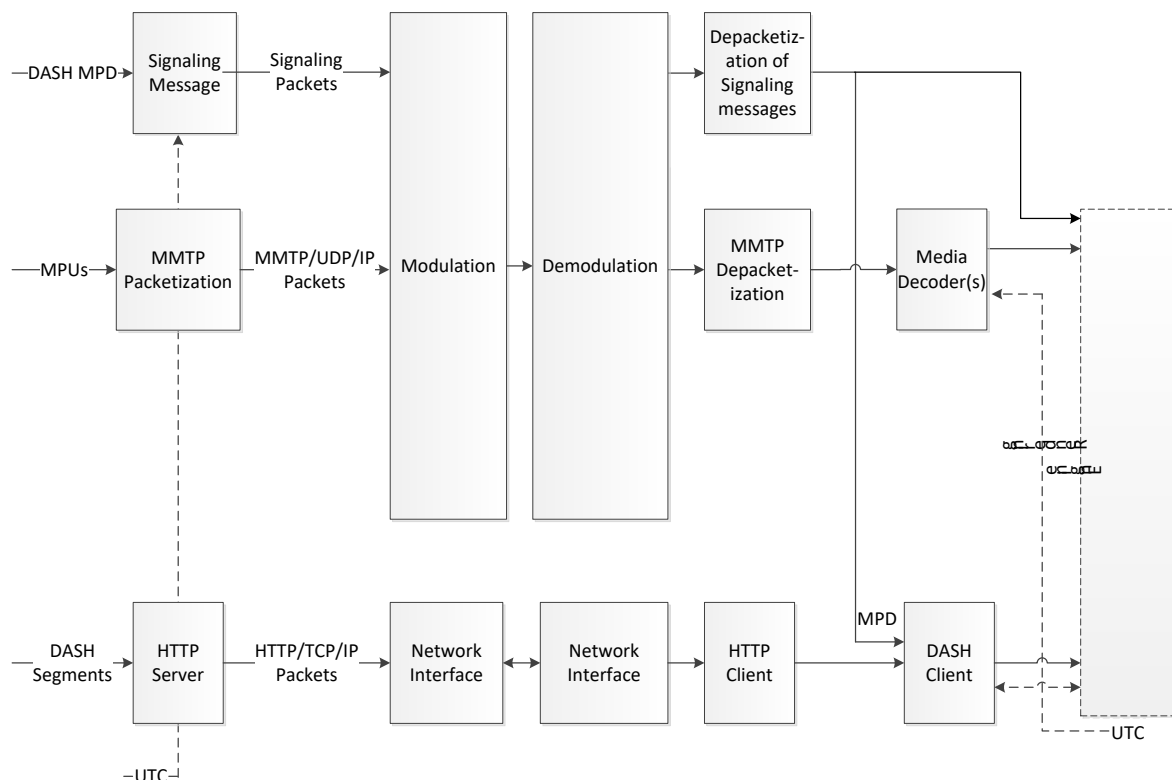 DASH MPD
Signaling
Message
Signaling
Packets
Depacketiz-
ation of
Signaling
messages
MPUs
MMTP
Packetization
MMTP/UDP/IP
Packets
Modulation
Demodulation
MMTP
Depacket-
ization
Media
Decoder(s)
MPD
DASH
Segments
HTTP
Server
HTTP/TCP/IP
Packets
Network
Interface
Network
Interface
HTTP
Client
DASH
Client
UTC
UTC